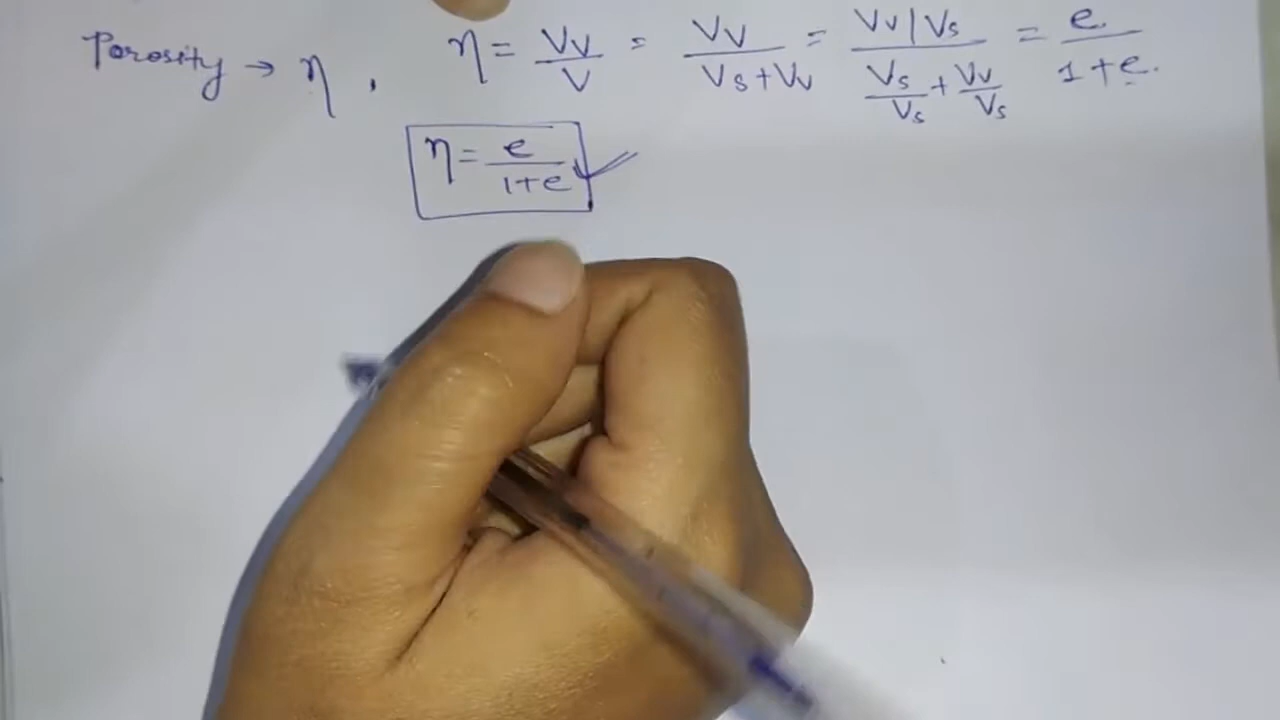 Porosity → η , η = Vv/V = Vv/(Vs+Vv) = (Vv/Vs)/(Vs/Vs + Vv/Vs) = e/(1+e).
η = e/(1+e)